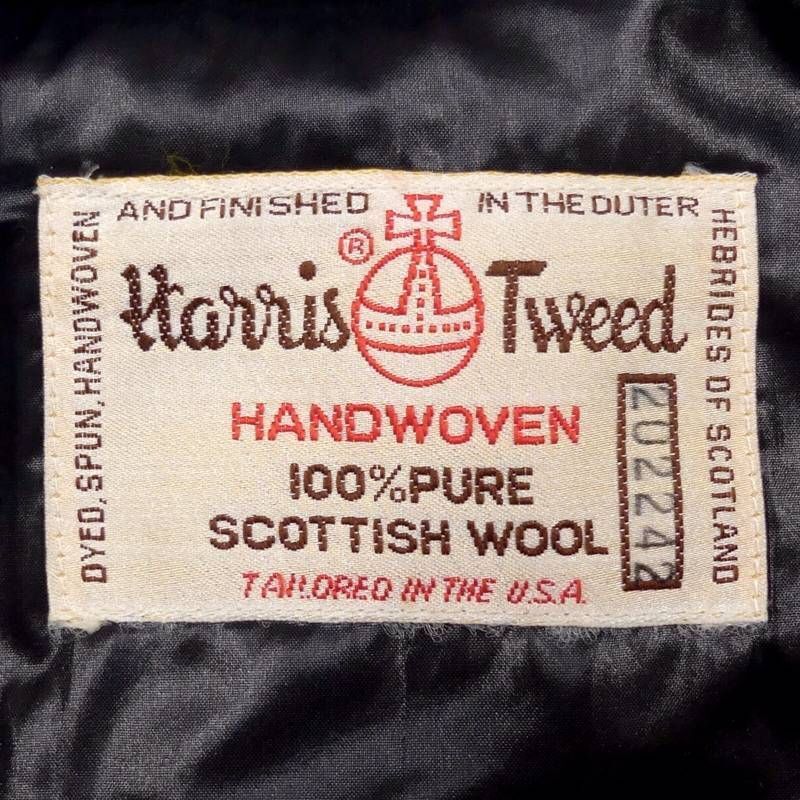 DYED, SPUN, HANDWOVEN
AND FINISHED IN THE OUTER
HEBRIDES OF SCOTLAND
®
Harris Tweed
HANDWOVEN
100% PURE
SCOTTISH WOOL
202242
TAILORED IN THE U.S.A.